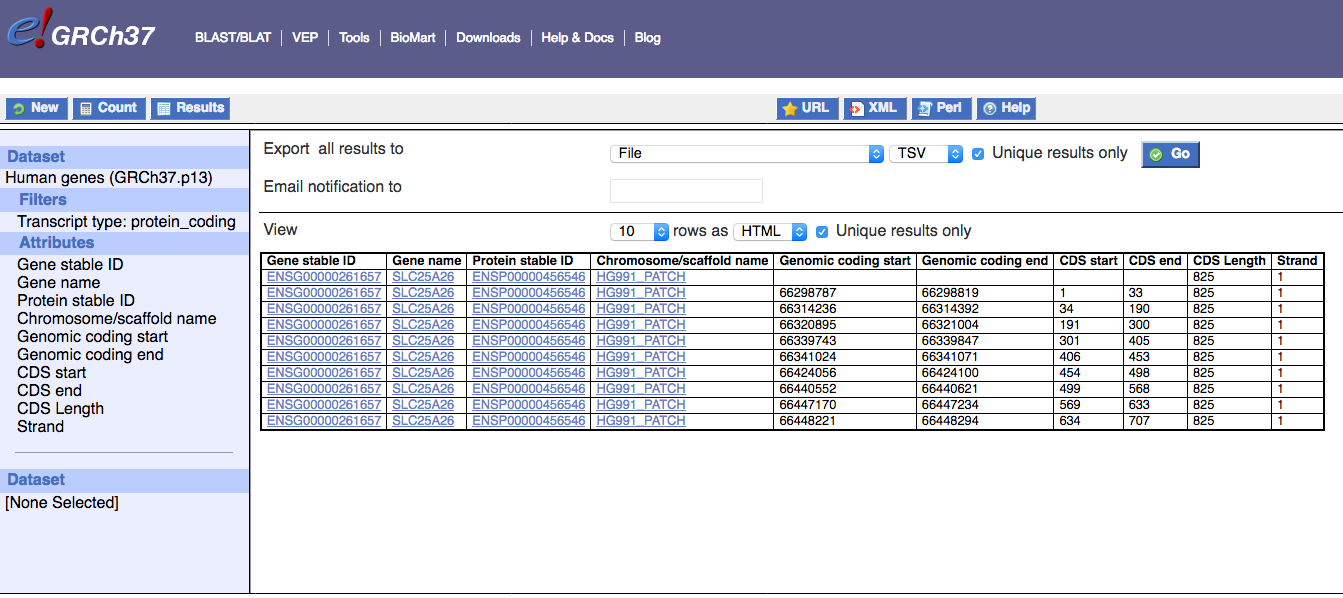 e! GRCh37 BLAST/BLAT VEP Tools BioMart Downloads Help & Docs Blog
New Count Results URL XML Perl Help
Dataset
Human genes (GRCh37.p13)
Filters
Transcript type: protein_coding
Attributes
Gene stable ID
Gene name
Protein stable ID
Chromosome/scaffold name
Genomic coding start
Genomic coding end
CDS start
CDS end
CDS Length
Strand
Dataset
[None Selected]
Export all results to File TSV Unique results only Go
Email notification to
View 10 rows as HTML Unique results only
Gene stable ID Gene name Protein stable ID Chromosome/scaffold name Genomic coding start Genomic coding end CDS start CDS end CDS Length Strand
ENSG00000261657 SLC25A26 ENSP00000456546 HG991_PATCH 825 1
ENSG00000261657 SLC25A26 ENSP00000456546 HG991_PATCH 66298787 66298819 1 33 825 1
ENSG00000261657 SLC25A26 ENSP00000456546 HG991_PATCH 66314236 66314392 34 190 825 1
ENSG00000261657 SLC25A26 ENSP00000456546 HG991_PATCH 66320895 66321004 191 300 825 1
ENSG00000261657 SLC25A26 ENSP00000456546 HG991_PATCH 66339743 66339847 301 405 825 1
ENSG00000261657 SLC25A26 ENSP00000456546 HG991_PATCH 66341024 66341071 406 453 825 1
ENSG00000261657 SLC25A26 ENSP00000456546 HG991_PATCH 66424056 66424100 454 498 825 1
ENSG00000261657 SLC25A26 ENSP00000456546 HG991_PATCH 66440552 66440621 499 568 825 1
ENSG00000261657 SLC25A26 ENSP00000456546 HG991_PATCH 66447170 66447234 569 633 825 1
ENSG00000261657 SLC25A26 ENSP00000456546 HG991_PATCH 66448221 66448294 634 707 825 1